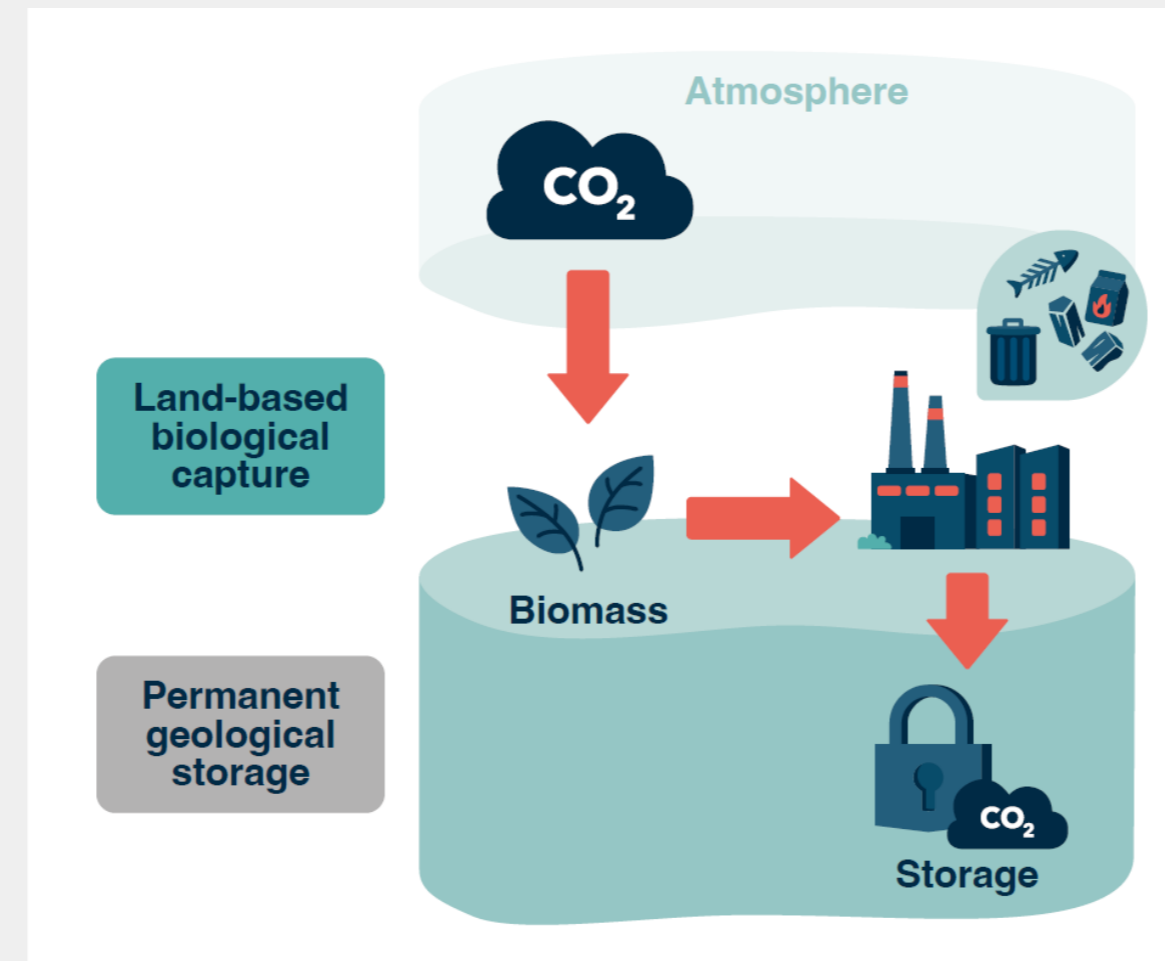 Atmosphere
CO₂
Land-based
biological
capture
Biomass
Permanent
geological
storage
CO₂
Storage